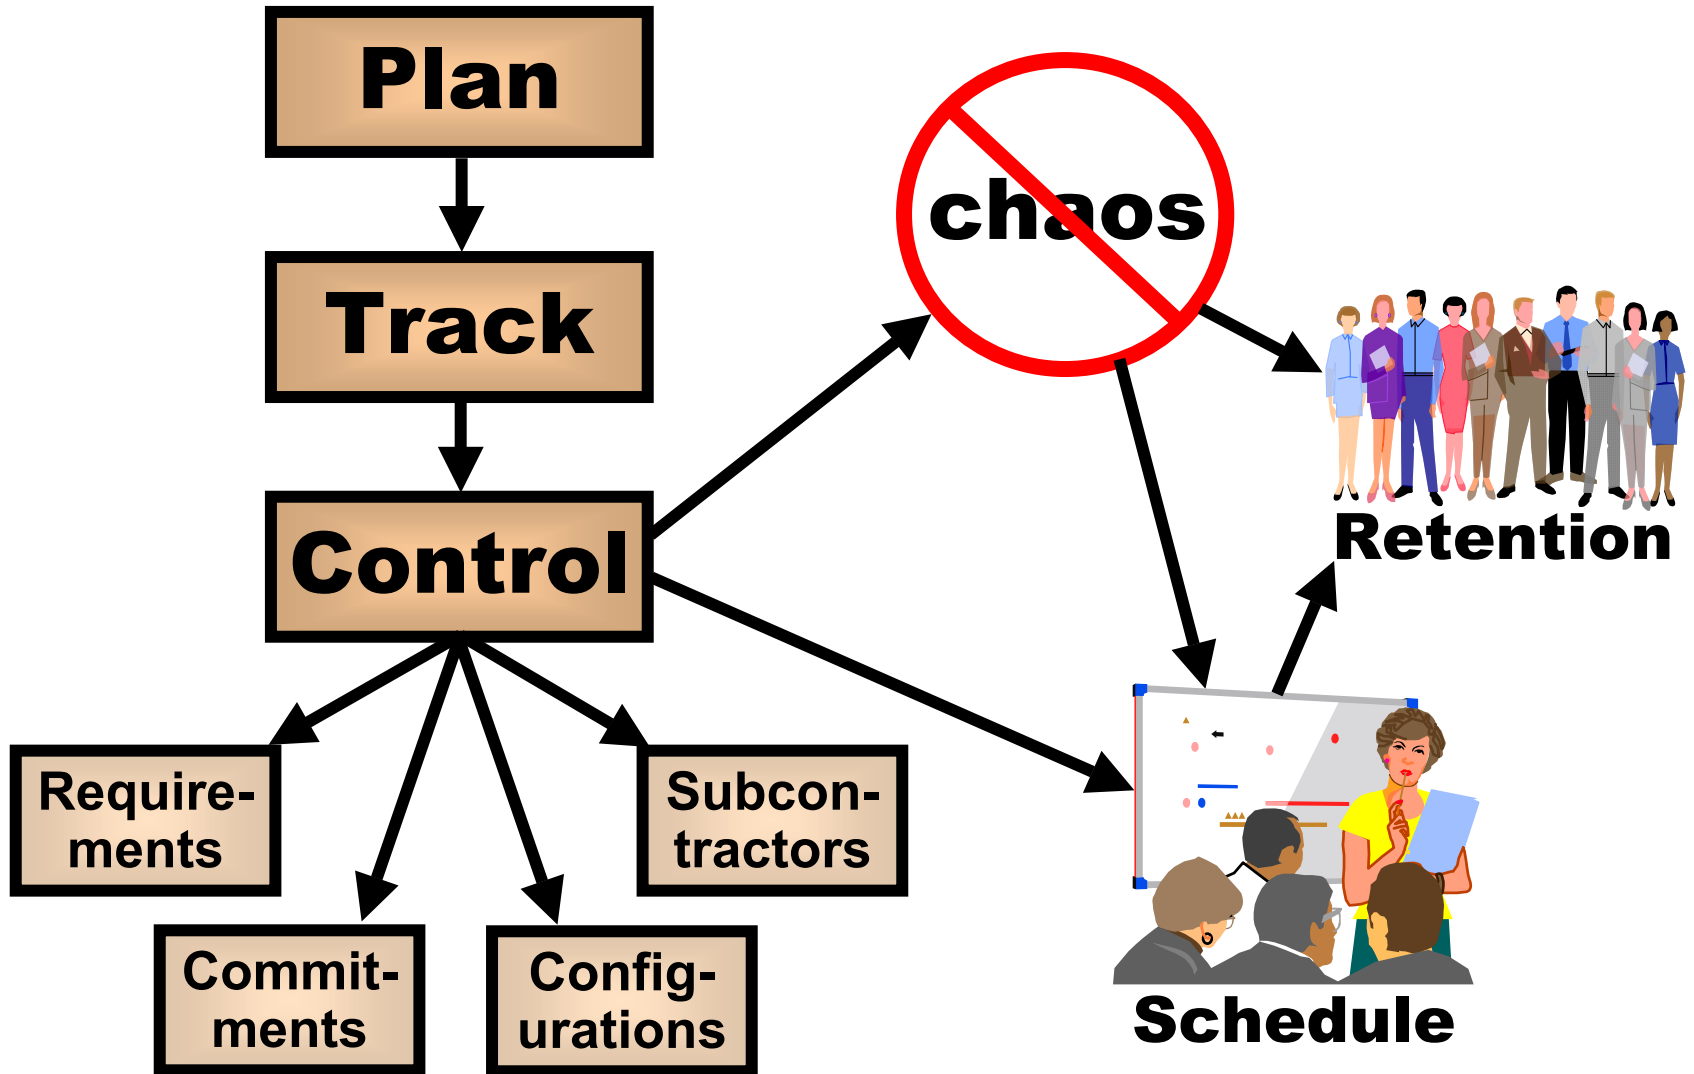 Plan
Track
Control
chaos
Retention
Require-
ments
Subcon-
tractors
Commit-
ments
Config-
urations
Schedule